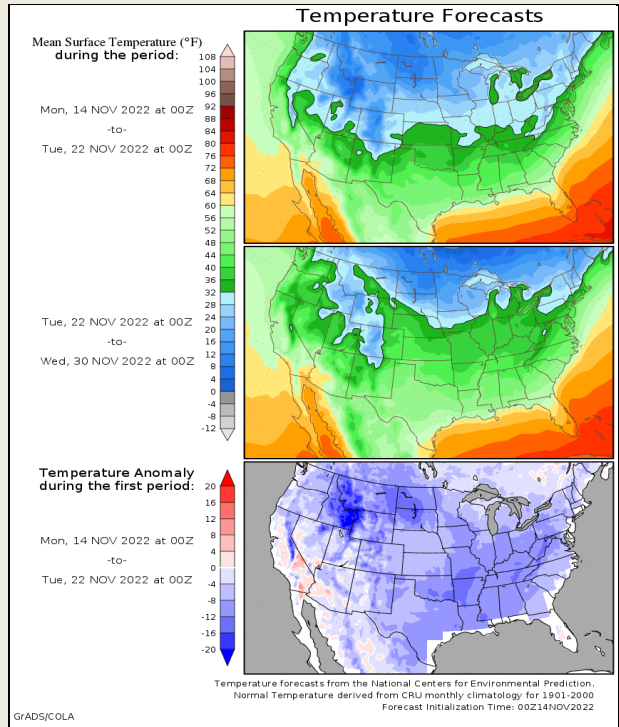 Temperature Forecasts
Mean Surface Temperature (°F)
during the period:
108
104
100
96
92
88
84
80
76
72
68
64
60
56
52
48
44
40
36
32
28
24
20
16
12
8
4
0
-4
-8
-12
Mon, 14 NOV 2022 at 00Z
-to-
Tue, 22 NOV 2022 at 00Z
Tue, 22 NOV 2022 at 00Z
-to-
Wed, 30 NOV 2022 at 00Z
Temperature Anomaly
during the first period:
20
16
12
8
4
0
-4
-8
-12
-16
-20
Mon, 14 NOV 2022 at 00Z
-to-
Tue, 22 NOV 2022 at 00Z
Temperature forecasts from the National Centers for Environmental Prediction.
Normal Temperature derived from CRU monthly climatology for 1901-2000
Forecast Initialization Time: 00Z14NOV2022
GrADS/COLA